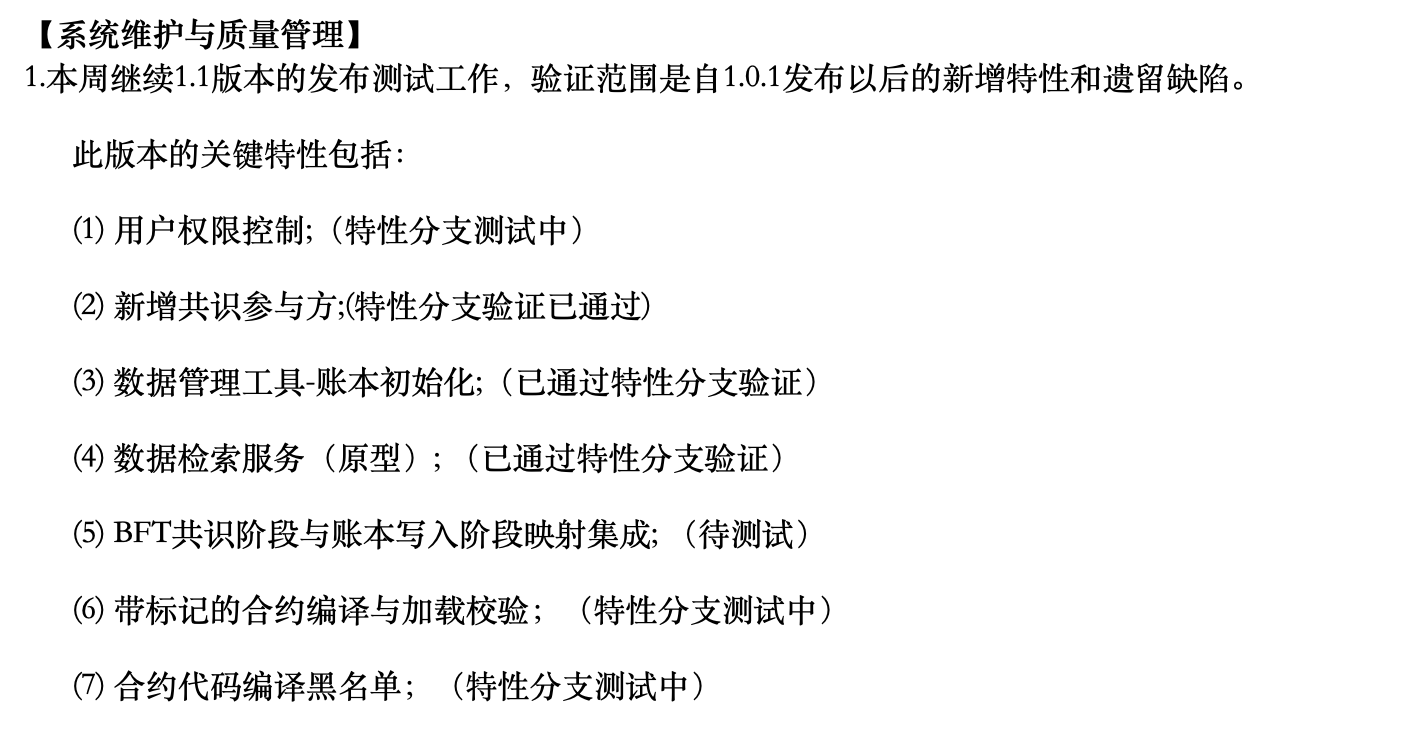 【系统维护与质量管理】
1.本周继续1.1版本的发布测试工作，验证范围是自1.0.1发布以后的新增特性和遗留缺陷。
此版本的关键特性包括：
(1) 用户权限控制;（特性分支测试中）
(2) 新增共识参与方;(特性分支验证已通过)
(3) 数据管理工具-账本初始化;（已通过特性分支验证）
(4) 数据检索服务（原型）;（已通过特性分支验证）
(5) BFT共识阶段与账本写入阶段映射集成;（待测试）
(6) 带标记的合约编译与加载校验；（特性分支测试中）
(7) 合约代码编译黑名单；（特性分支测试中）